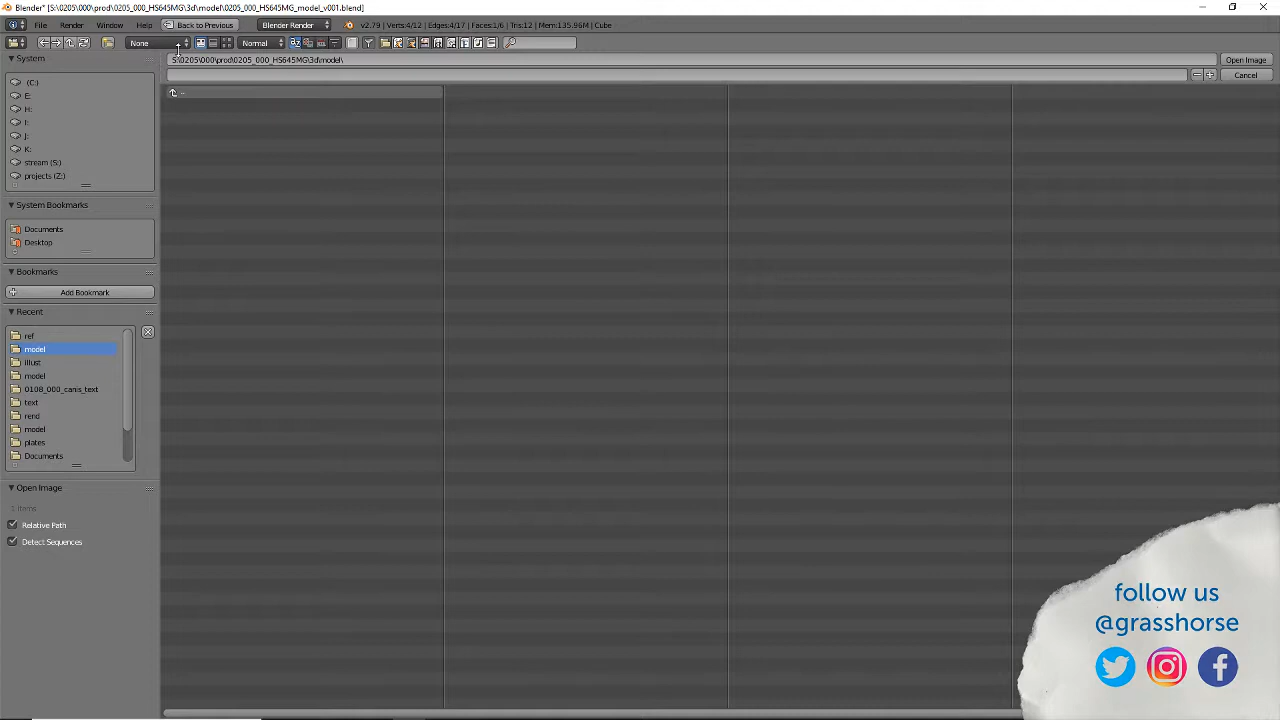 Blender* [S:\0205\000\prod\0205_000_HS645MG\3d\model\0205_000_HS645MG_model_v001.blend]
File Render Window Help Back to Previous Blender Render v2.79 | Verts:4/12 | Edges:4/17 | Faces:1/6 | Tris:12 | Mem:135.96M | Cube
None Normal
System
S:\0205\000\prod\0205_000_HS645MG\3d\model\ Open Image
Cancel
(C:)
..
E:
H:
I:
J:
K:
stream (S:)
projects (Z:)
System Bookmarks
Documents
Desktop
Bookmarks
Add Bookmark
Recent
ref
model
illust
model
0108_000_canis_text
text
rend
model
plates
Documents
Open Image
1 items
Relative Path
Detect Sequences
follow us
@grasshorse